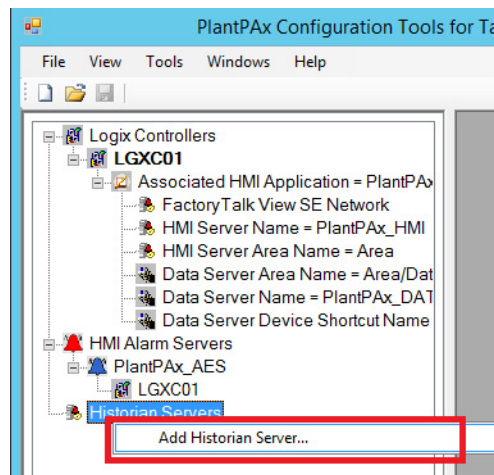 PlantPAx Configuration Tools for Ta
File View Tools Windows Help
Logix Controllers
LGXC01
Associated HMI Application = PlantPAx
FactoryTalk View SE Network
HMI Server Name = PlantPAx_HMI
HMI Server Area Name = Area
Data Server Area Name = Area/Dat
Data Server Name = PlantPAx_DAT
Data Server Device Shortcut Name
HMI Alarm Servers
PlantPAx_AES
LGXC01
Historian Servers
Add Historian Server...